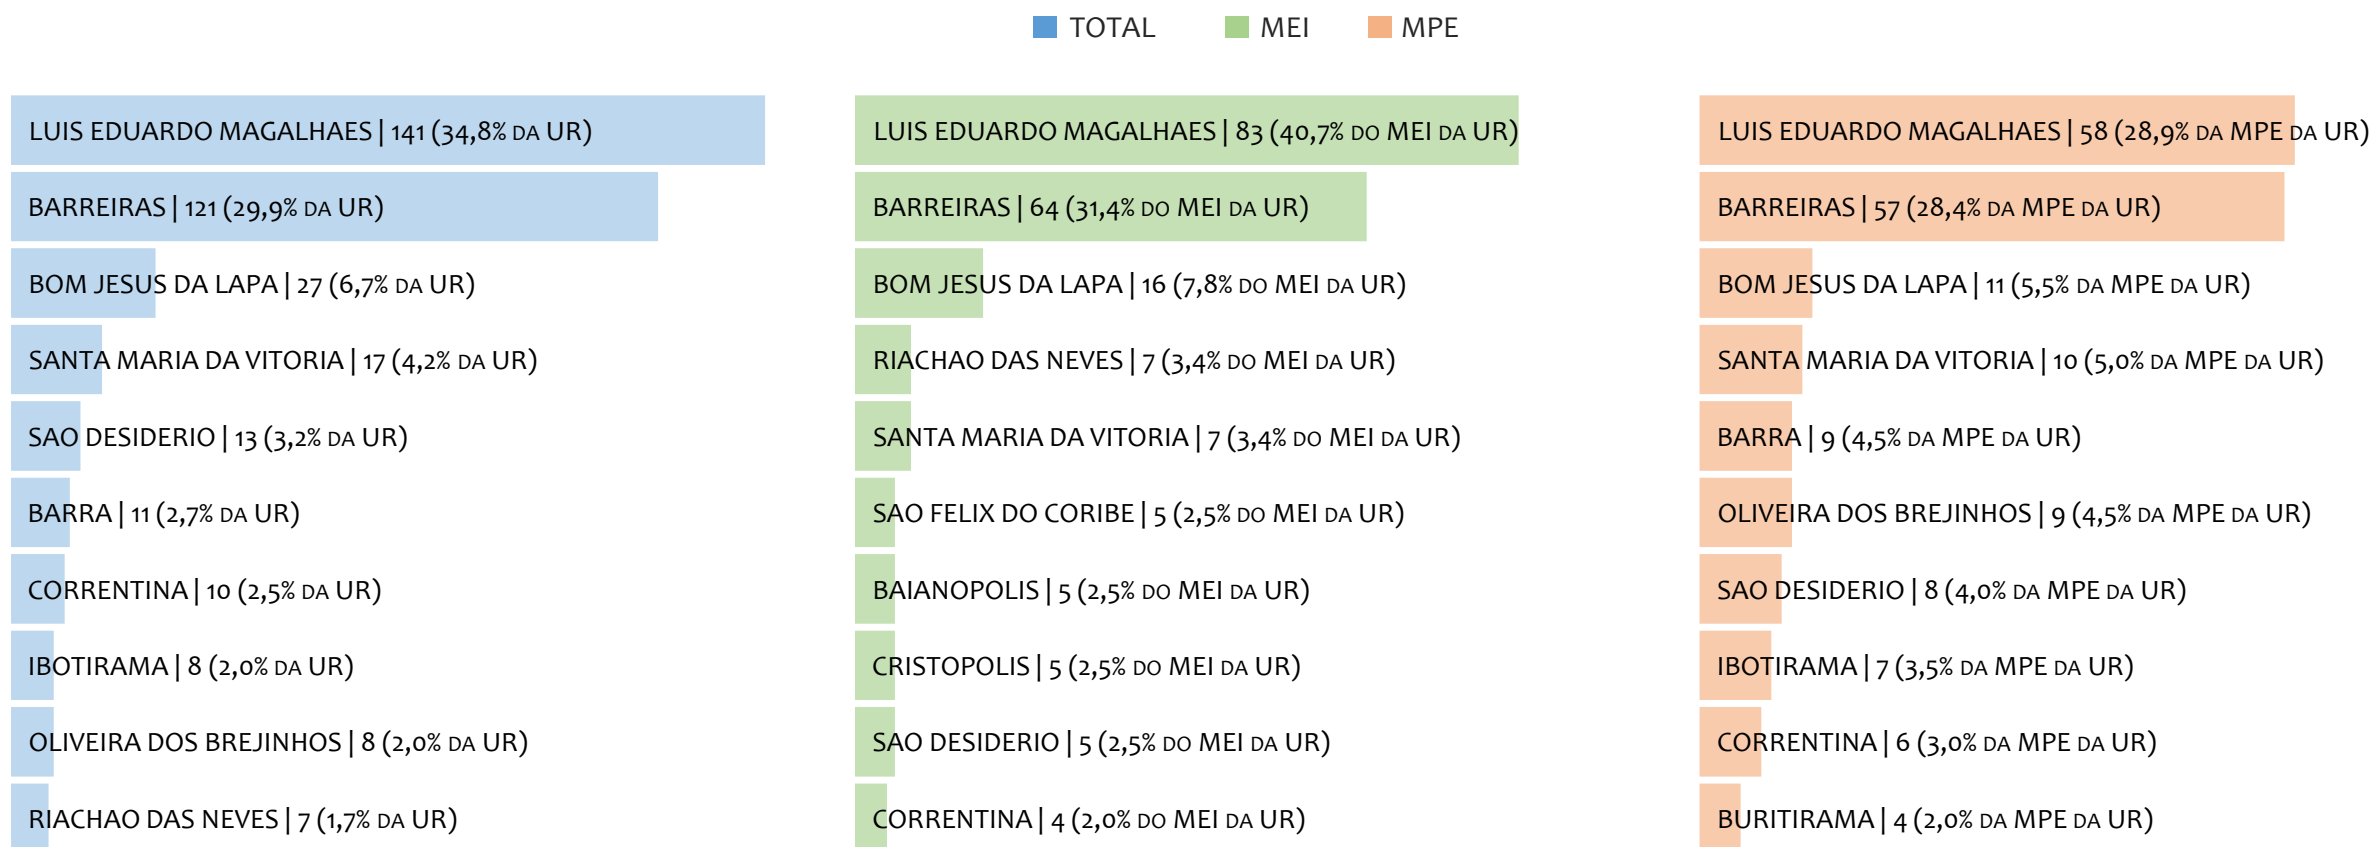 TOTAL MEI MPE
LUIS EDUARDO MAGALHAES | 141 (34,8% DA UR)
BARREIRAS | 121 (29,9% DA UR)
BOM JESUS DA LAPA | 27 (6,7% DA UR)
SANTA MARIA DA VITORIA | 17 (4,2% DA UR)
SAO DESIDERIO | 13 (3,2% DA UR)
BARRA | 11 (2,7% DA UR)
CORRENTINA | 10 (2,5% DA UR)
IBOTIRAMA | 8 (2,0% DA UR)
OLIVEIRA DOS BREJINHOS | 8 (2,0% DA UR)
RIACHAO DAS NEVES | 7 (1,7% DA UR)
LUIS EDUARDO MAGALHAES | 83 (40,7% DO MEI DA UR)
BARREIRAS | 64 (31,4% DO MEI DA UR)
BOM JESUS DA LAPA | 16 (7,8% DO MEI DA UR)
RIACHAO DAS NEVES | 7 (3,4% DO MEI DA UR)
SANTA MARIA DA VITORIA | 7 (3,4% DO MEI DA UR)
SAO FELIX DO CORIBE | 5 (2,5% DO MEI DA UR)
BAIANOPOLIS | 5 (2,5% DO MEI DA UR)
CRISTOPOLIS | 5 (2,5% DO MEI DA UR)
SAO DESIDERIO | 5 (2,5% DO MEI DA UR)
CORRENTINA | 4 (2,0% DO MEI DA UR)
LUIS EDUARDO MAGALHAES | 58 (28,9% DA MPE DA UR)
BARREIRAS | 57 (28,4% DA MPE DA UR)
BOM JESUS DA LAPA | 11 (5,5% DA MPE DA UR)
SANTA MARIA DA VITORIA | 10 (5,0% DA MPE DA UR)
BARRA | 9 (4,5% DA MPE DA UR)
OLIVEIRA DOS BREJINHOS | 9 (4,5% DA MPE DA UR)
SAO DESIDERIO | 8 (4,0% DA MPE DA UR)
IBOTIRAMA | 7 (3,5% DA MPE DA UR)
CORRENTINA | 6 (3,0% DA MPE DA UR)
BURITIRAMA | 4 (2,0% DA MPE DA UR)